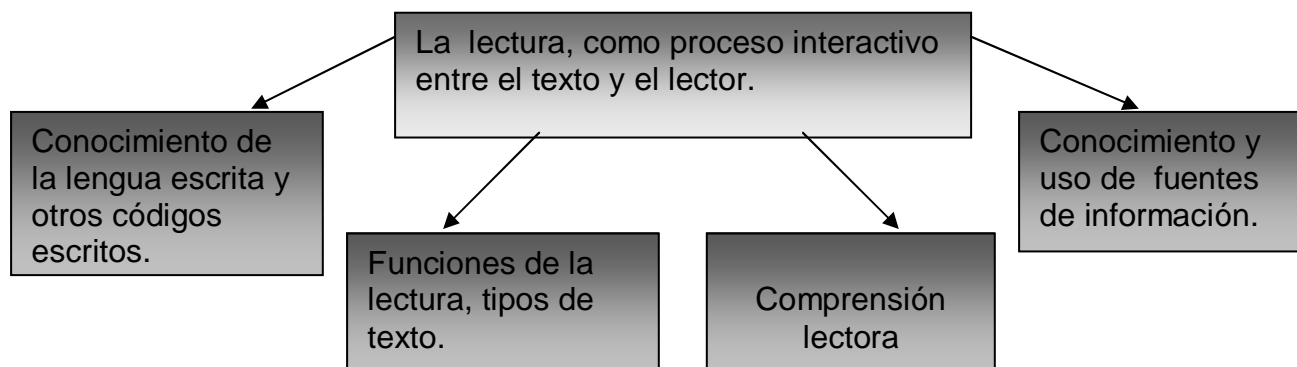 La lectura, como proceso interactivo
entre el texto y el lector.
Conocimiento de
la lengua escrita y
otros códigos
escritos.
Funciones de la
lectura, tipos de
texto.
Comprensión
lectora
Conocimiento y
uso de fuentes
de información.